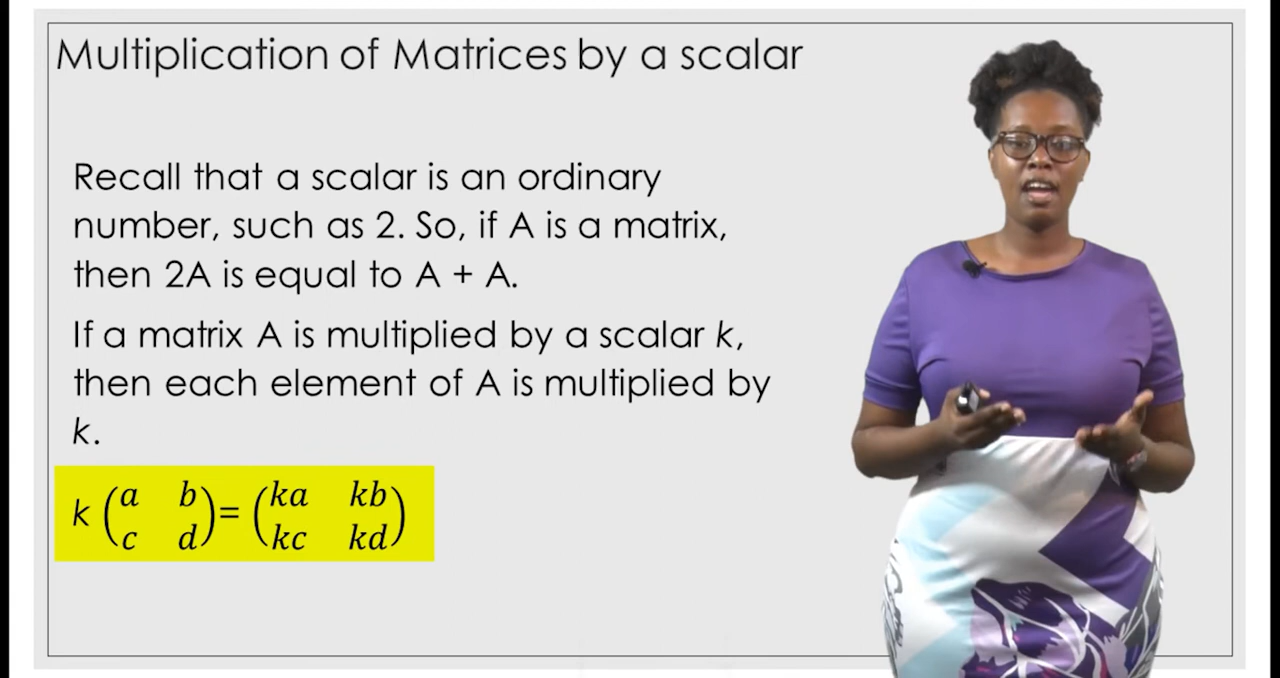 Multiplication of Matrices by a scalar
Recall that a scalar is an ordinary
number, such as 2. So, if A is a matrix,
then 2A is equal to A + A.
If a matrix A is multiplied by a scalar k,
then each element of A is multiplied by
k.
k (a b
c d) = (ka kb
kc kd)